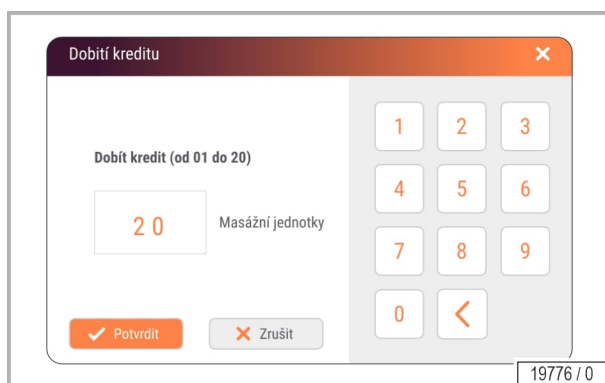 Dobití kreditu
Dobít kredit (od 01 do 20)
2 0
Masážní jednotky
Potvrdit
Zrušit
1 2 3
4 5 6
7 8 9
0
19776 / 0